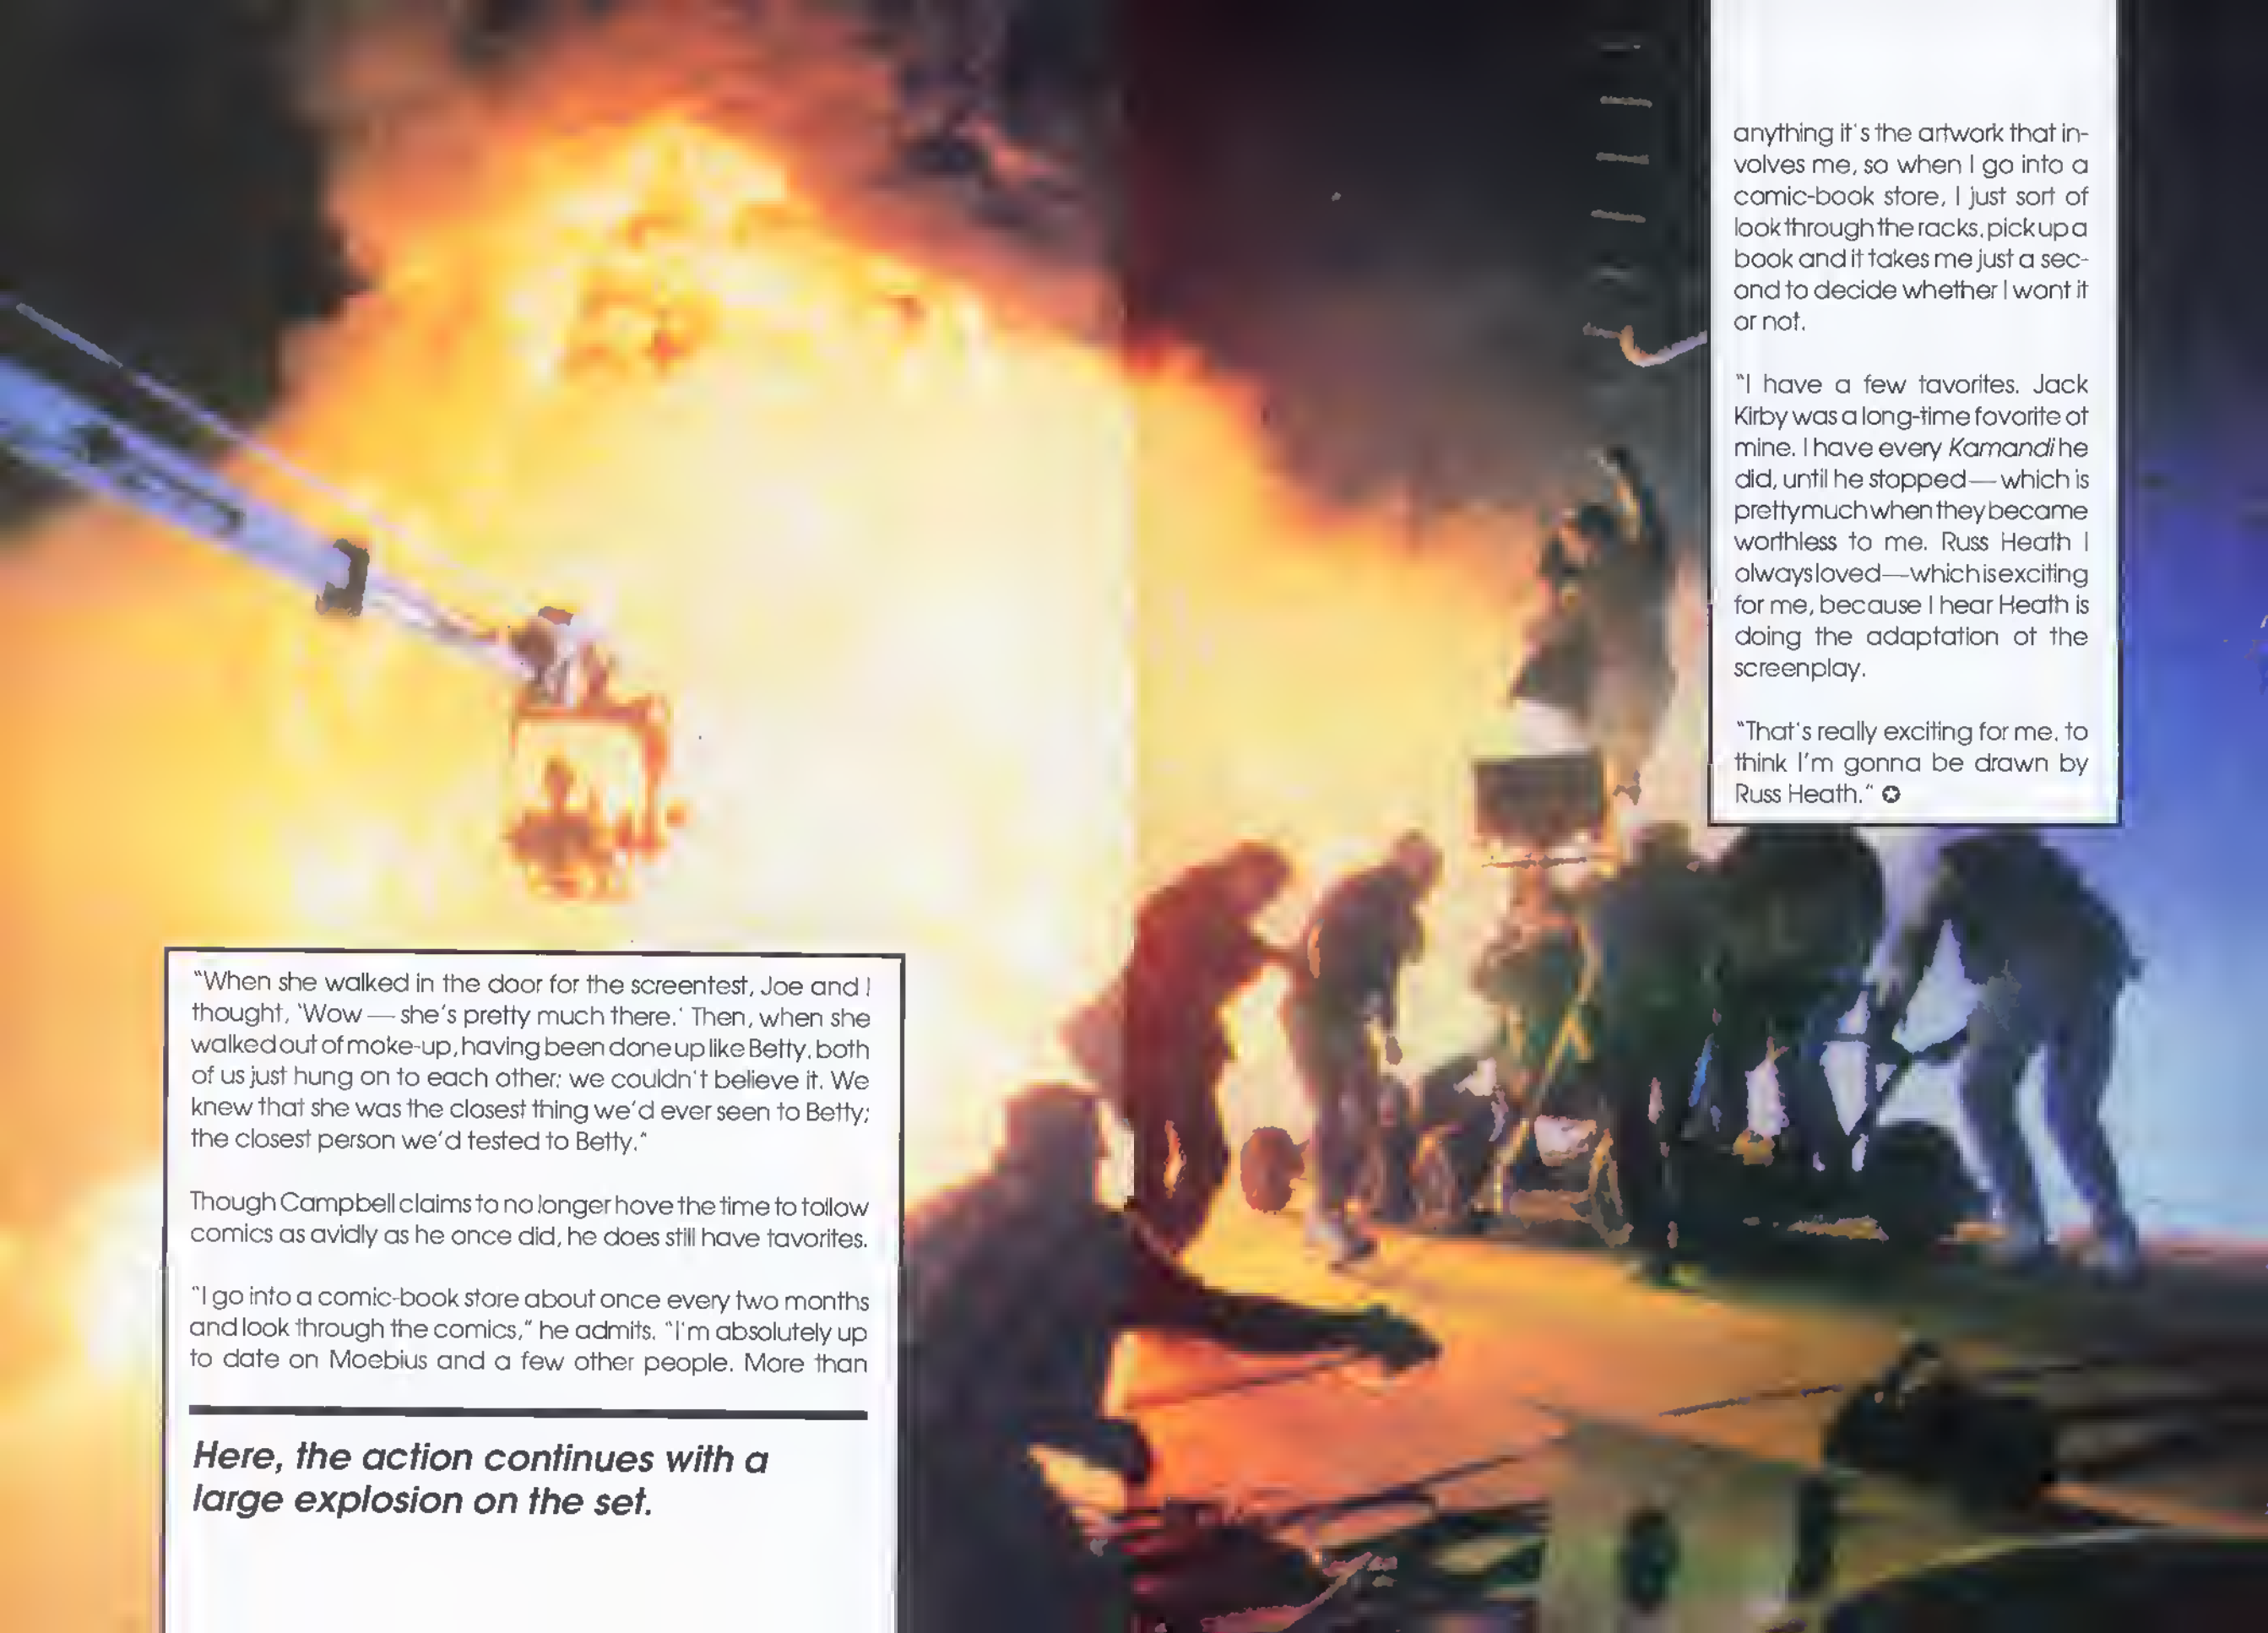 "When she walked in the door for the screentest, Joe and I
thought, 'Wow — she's pretty much there.' Then, when she
walked out of make-up, having been done up like Betty, both
of us just hung on to each other; we couldn't believe it. We
knew that she was the closest thing we'd ever seen to Betty;
the closest person we'd tested to Betty."
Though Campbell claims to no longer have the time to follow
comics as avidly as he once did, he does still have favorites.
"I go into a comic-book store about once every two months
and look through the comics," he admits. "I'm absolutely up
to date on Moebius and a few other people. More than
Here, the action continues with a
large explosion on the set.
anything it's the artwork that in-
volves me, so when I go into a
comic-book store, I just sort of
look through the racks, pick up a
book and it takes me just a sec-
ond to decide whether I want it
or not.
"I have a few favorites. Jack
Kirby was a long-time favorite of
mine. I have every Kamandi he
did, until he stopped—which is
pretty much when they became
worthless to me. Russ Heath I
always loved—which is exciting
for me, because I hear Heath is
doing the adaptation of the
screenplay.
"That's really exciting for me, to
think I'm gonna be drawn by
Russ Heath."